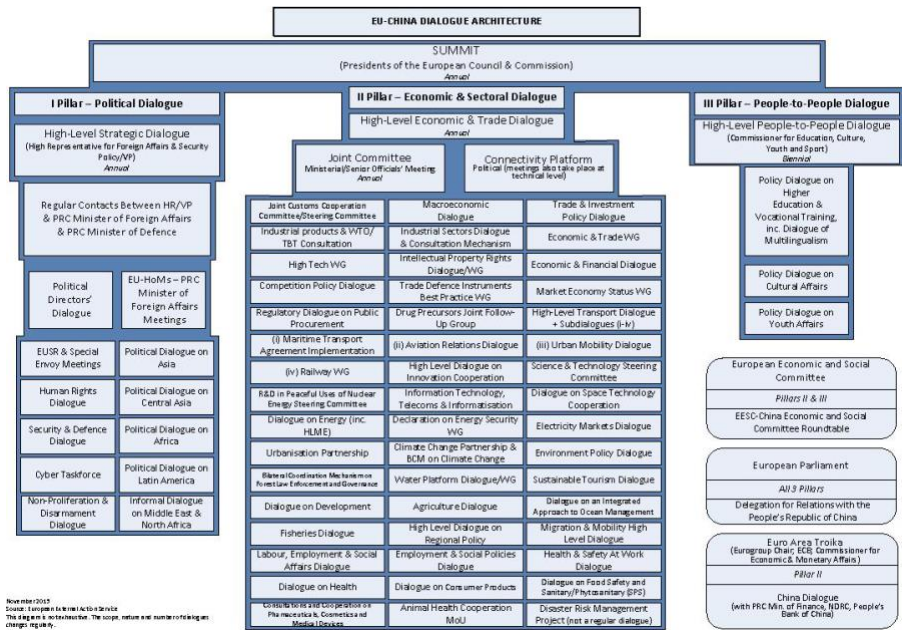 EU-CHINA DIALOGUE ARCHITECTURE
SUMMIT
(Presidents of the European Council & Commission)
Annual
I Pillar – Political Dialogue
High-Level Strategic Dialogue
(High Representative for Foreign Affairs & Security
Policy/VP)
Annual
Regular Contacts Between HR/VP
& PRC Minister of Foreign Affairs
& PRC Minister of Defence
Political
Directors'
Dialogue
EU-HoMs – PRC
Minister of
Foreign Affairs
Meetings
EUSR & Special
Envoy Meetings
Political Dialogue on
Asia
Human Rights
Dialogue
Political Dialogue on
Central Asia
Security & Defence
Dialogue
Political Dialogue on
Africa
Cyber Taskforce
Political Dialogue on
Latin America
Non-Proliferation &
Disarmament
Dialogue
Informal Dialogue
on Middle East &
North Africa
II Pillar – Economic & Sectoral Dialogue
High-Level Economic & Trade Dialogue
Annual
Joint Committee
Ministerial/Senior Officials' Meeting
Annual
Connectivity Platform
Political (meetings also take place at
technical level)
Joint Customs Cooperation
Committee/Steering Committee
Macroeconomic
Dialogue
Trade & Investment
Policy Dialogue
Industrial products & WTO/
TBT Consultation
Industrial Sectors Dialogue
& Consultation Mechanism
Economic & Trade WG
High Tech WG
Intellectual Property Rights
Dialogue/WG
Economic & Financial Dialogue
Competition Policy Dialogue
Trade Defence Instruments
Best Practice WG
Market Economy Status WG
Regulatory Dialogue on Public
Procurement
Drug Precursors Joint Follow-
Up Group
High-Level Transport Dialogue
+ Subdialogues (i-iv)
(i) Maritime Transport
Agreement Implementation
(ii) Aviation Relations Dialogue
(iii) Urban Mobility Dialogue
(iv) Railway WG
High Level Dialogue on
Innovation Cooperation
Science & Technology Steering
Committee
R&D in Peaceful Uses of Nuclear
Energy Steering Committee
Information Technology,
Telecoms & Informatisation
Dialogue on Space Technology
Cooperation
Dialogue on Energy (inc.
HLME)
Declaration on Energy Security
WG
Electricity Markets Dialogue
Urbanisation Partnership
Climate Change Partnership &
BCM on Climate Change
Environment Policy Dialogue
Bilateral Coordination Mechanism on
Forest Law Enforcement and Governance
Water Platform Dialogue/WG
Sustainable Tourism Dialogue
Dialogue on Development
Agriculture Dialogue
Dialogue on an Integrated
Approach to Ocean Management
Fisheries Dialogue
High Level Dialogue on
Regional Policy
Migration & Mobility High
Level Dialogue
Labour, Employment & Social
Affairs Dialogue
Employment & Social Policies
Dialogue
Health & Safety At Work
Dialogue
Dialogue on Health
Dialogue on Consumer Products
Dialogue on Food Safety and
Sanitary/Phytosanitary (SPS)
Consultations and Cooperation on
Pharmaceuticals, Cosmetics and
Medical Devices
Animal Health Cooperation
MoU
Disaster Risk Management
Project (not a regular dialogue)
III Pillar – People-to-People Dialogue
High-Level People-to-People Dialogue
(Commissioner for Education, Culture,
Youth and Sport)
Biennial
Policy Dialogue on
Higher
Education &
Vocational Training,
inc. Dialogue of
Multilingualism
Policy Dialogue on
Cultural Affairs
Policy Dialogue on
Youth Affairs
European Economic and Social
Committee
Pillars II & III
EESC-China Economic and Social
Committee Roundtable
European Parliament
All 3 Pillars
Delegation for Relations with the
People's Republic of China
Euro Area Troika
(Eurogroup Chair; ECB; Commissioner for
Economic & Monetary Affairs)
Pillar II
China Dialogue
(with PRC Min. of Finance, NDRC, People's
Bank of China)
November 2015
Source: European External Action Service
This diagram is not exhaustive. The scope, nature and number of dialogues
changes regularly.